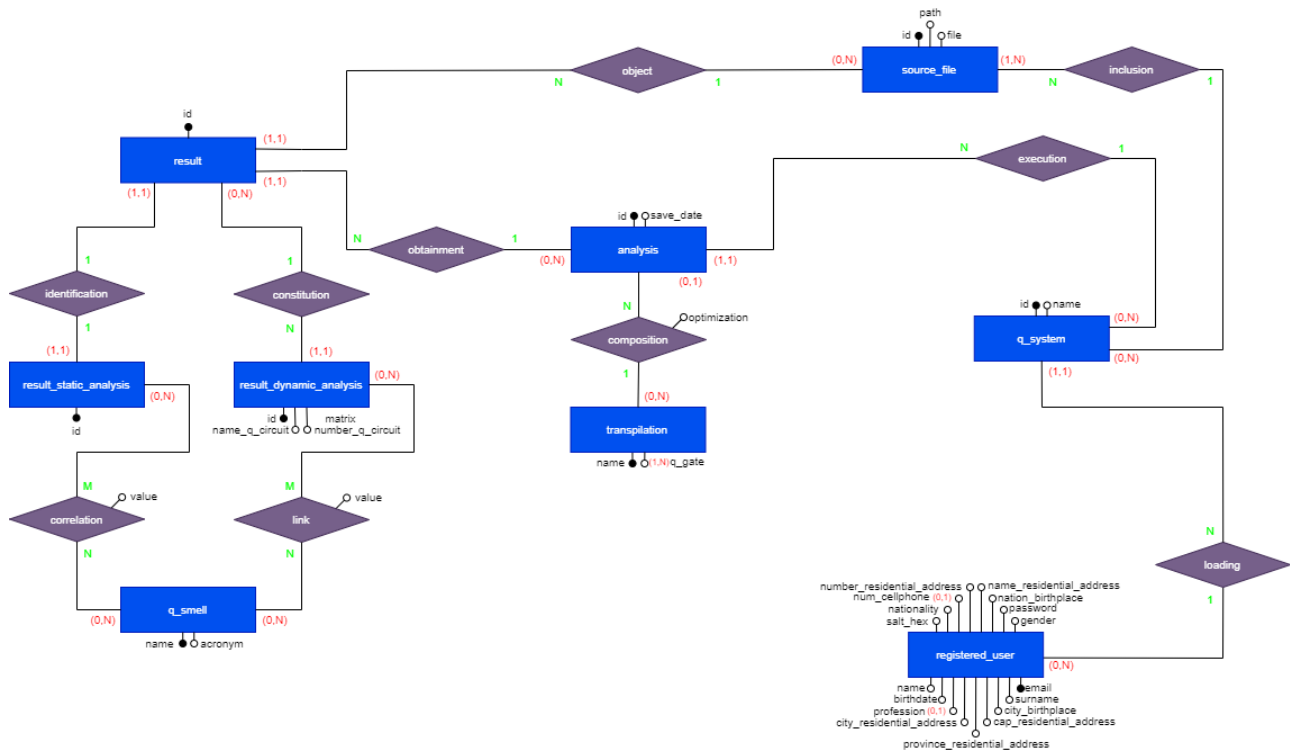 path
id
file
object
(0,N)
source_file
(1,N)
inclusion
N
1
N
1
id
(1,1)
result
(1,1)
(0,N)
(1,1)
N
execution
1
id
save_date
N
obtainment
1
analysis
(0,N)
(0,1)
(1,1)
1
identification
1
1
constitution
N
N
optimization
composition
1
id
name
q_system
(0,N)
(0,N)
(1,1)
(1,1)
result_static_analysis
(0,N)
id
(1,1)
result_dynamic_analysis
(0,N)
id
matrix
name_q_circuit
number_q_circuit
(0,N)
transpilation
name
(1,N)
q_gate
M
value
correlation
N
M
value
link
N
N
loading
1
(0,N)
q_smell
(0,N)
name
acronym
number_residential_address
name_residential_address
num_cellphone (0,1)
nation_birthplace
nationality
password
salt_hex
gender
registered_user
(0,N)
name
email
birthdate
surname
profession (0,1)
city_birthplace
city_residential_address
cap_residential_address
province_residential_address